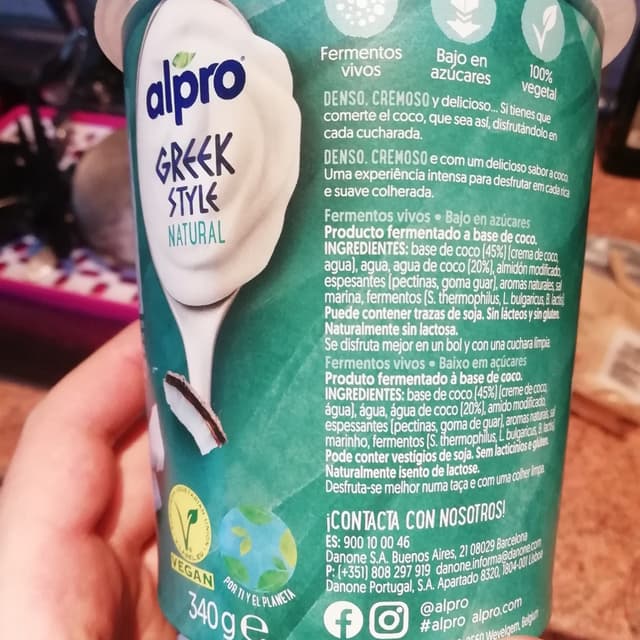 alpro
GREEK
STYLE
NATURAL
Fermentos
vivos
Bajo en
azúcares
100%
vegetal
DENSO, CREMOSO y delicioso... Si tienes que
comerte el coco, que sea así, disfrutándolo en
cada cucharada.
DENSO, CREMOSO e com um delicioso sabor a coco.
Uma experiência intensa para desfrutar em cada rica
e suave colherada.
Fermentos vivos • Bajo en azúcares
Producto fermentado a base de coco.
INGREDIENTES: base de coco (45%) (crema de coco,
agua), agua, agua de coco (20%), almidón modificado,
espesantes (pectinas, goma guar), aromas naturales, sal
marina, fermentos (S. thermophilus, L. bulgaricus, B. lactis).
Puede contener trazas de soja. Sin lácteos y sin gluten.
Naturalmente sin lactosa.
Se disfruta mejor en un bol y con una cuchara limpia.
Fermentos vivos • Baixo em açúcares
Produto fermentado à base de coco.
INGREDIENTES: base de coco (45%) (creme de coco,
água), água, água de coco (20%), amido modificado,
espessantes (pectinas, goma de guar), aromas naturais, sal
marinho, fermentos (S. thermophilus, L. bulgaricus, B. lactis).
Pode conter vestígios de soja. Sem lacticínios e glúten.
Naturalmente isento de lactose.
Desfruta-se melhor numa taça e com uma colher limpa.
¡CONTACTA CON NOSOTROS!
ES: 900 10 00 46
Danone S.A. Buenos Aires, 21 08029 Barcelona
P: (+351) 808 297 919 danone.informa@danone.com
Danone Portugal, S.A. Apartado 8320, 1804-001 Lisboa
@alpro
alpro alpro.com
Wevelgem, Belgium
VEGAN
POR TI Y EL PLANETA
340 g e